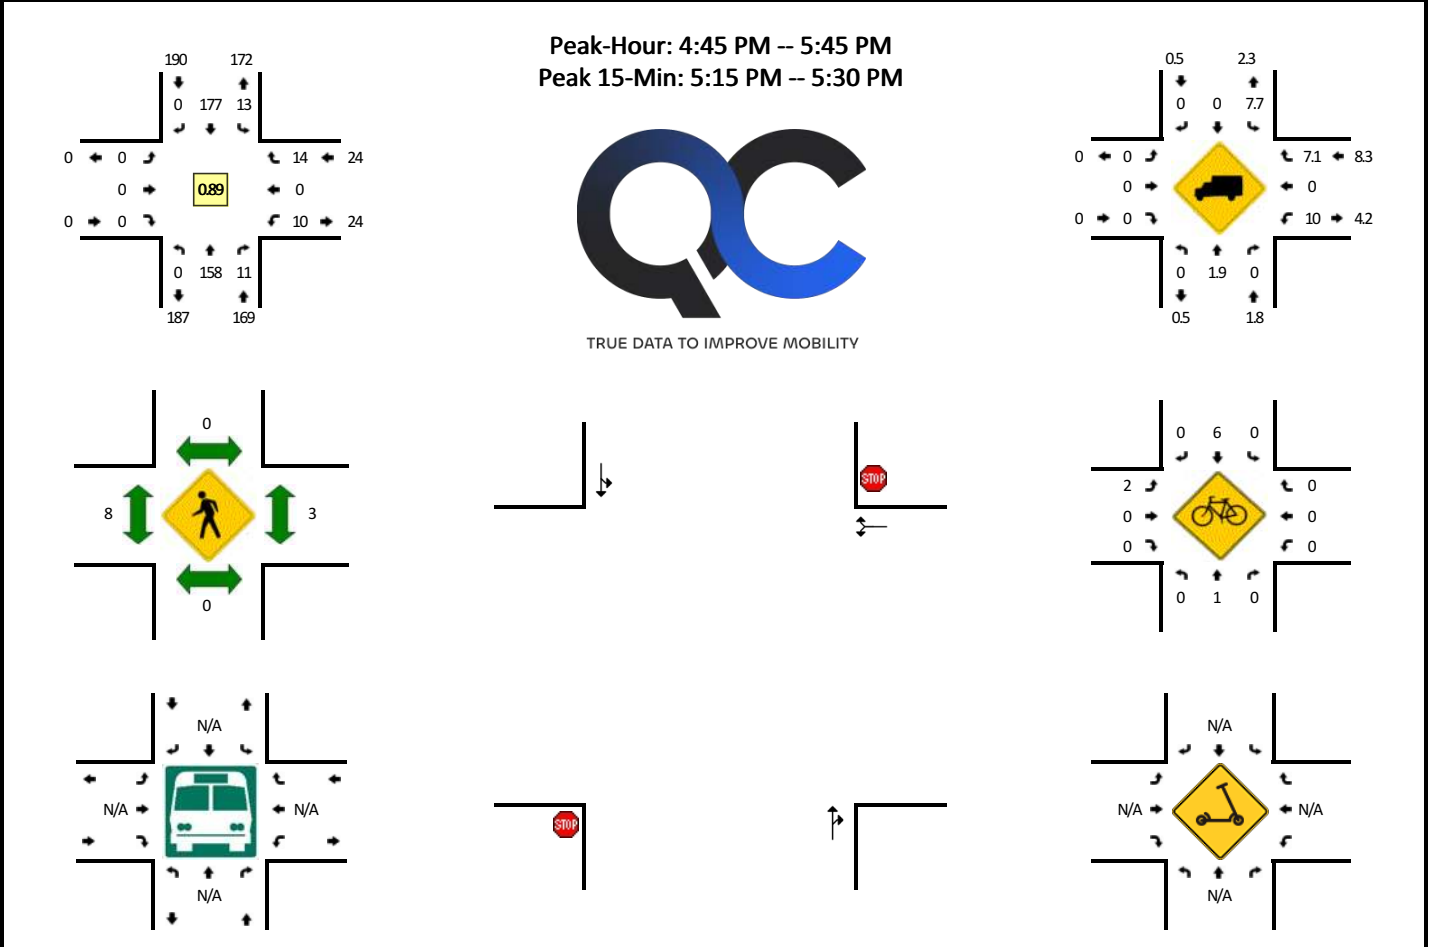 Peak-Hour: 4:45 PM -- 5:45 PM
Peak 15-Min: 5:15 PM -- 5:30 PM
190 172
0 177 13
0 0 14 24
0 0.89 0
0 0 10 24
0 158 11
187 169
TRUE DATA TO IMPROVE MOBILITY
0.5 2.3
0 0 7.7
0 0 7.1 8.3
0 0
0 0 10 4.2
0 1.9 0
0.5 1.8
0
8 3
0
STOP
STOP
0 6 0
2 0
0 0
0 0
0 1 0
N/A
N/A N/A
N/A
N/A
N/A N/A
N/A